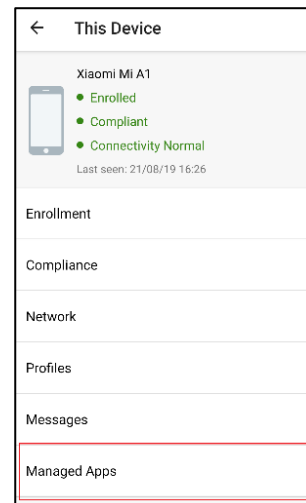 This Device
Xiaomi Mi A1
Enrolled
Compliant
Connectivity Normal
Last seen: 21/08/19 16:26
Enrollment
Compliance
Network
Profiles
Messages
Managed Apps